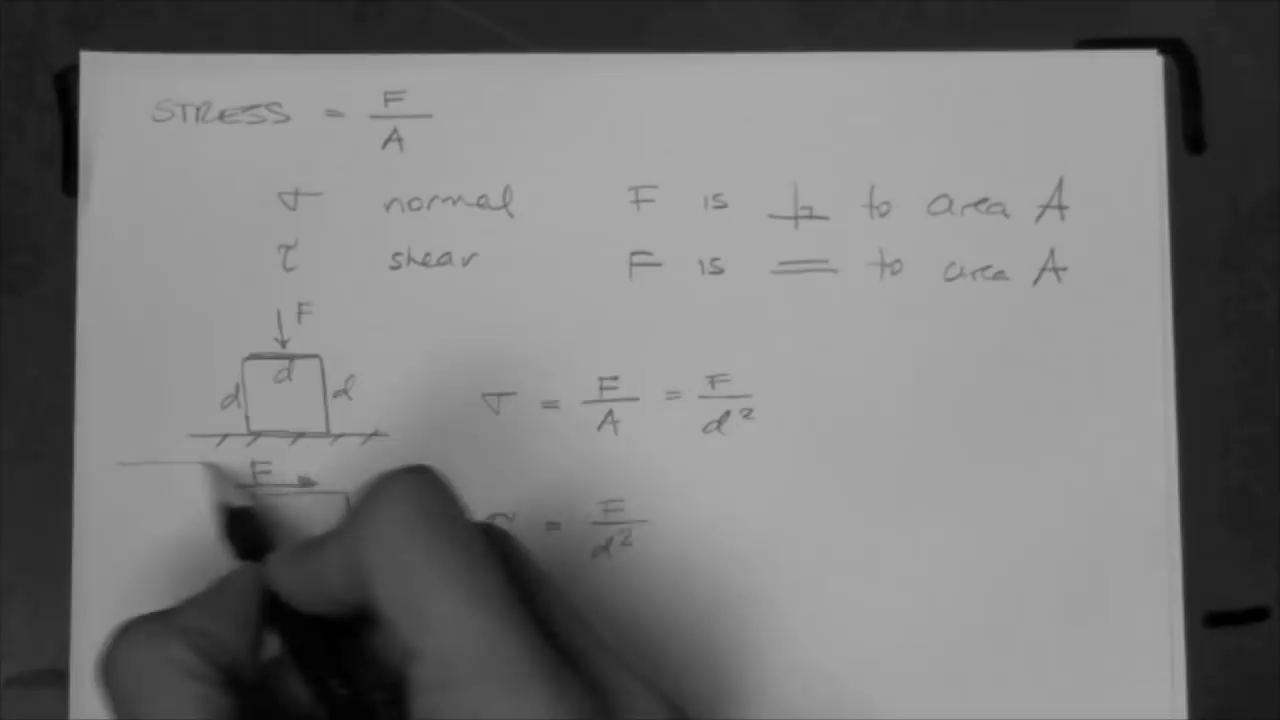 STRESS = F/A
σ normal F is ⊥ to area A
τ shear F is = to area A
F
d
d d
σ = F/A = F/d²
F
τ = F/d²